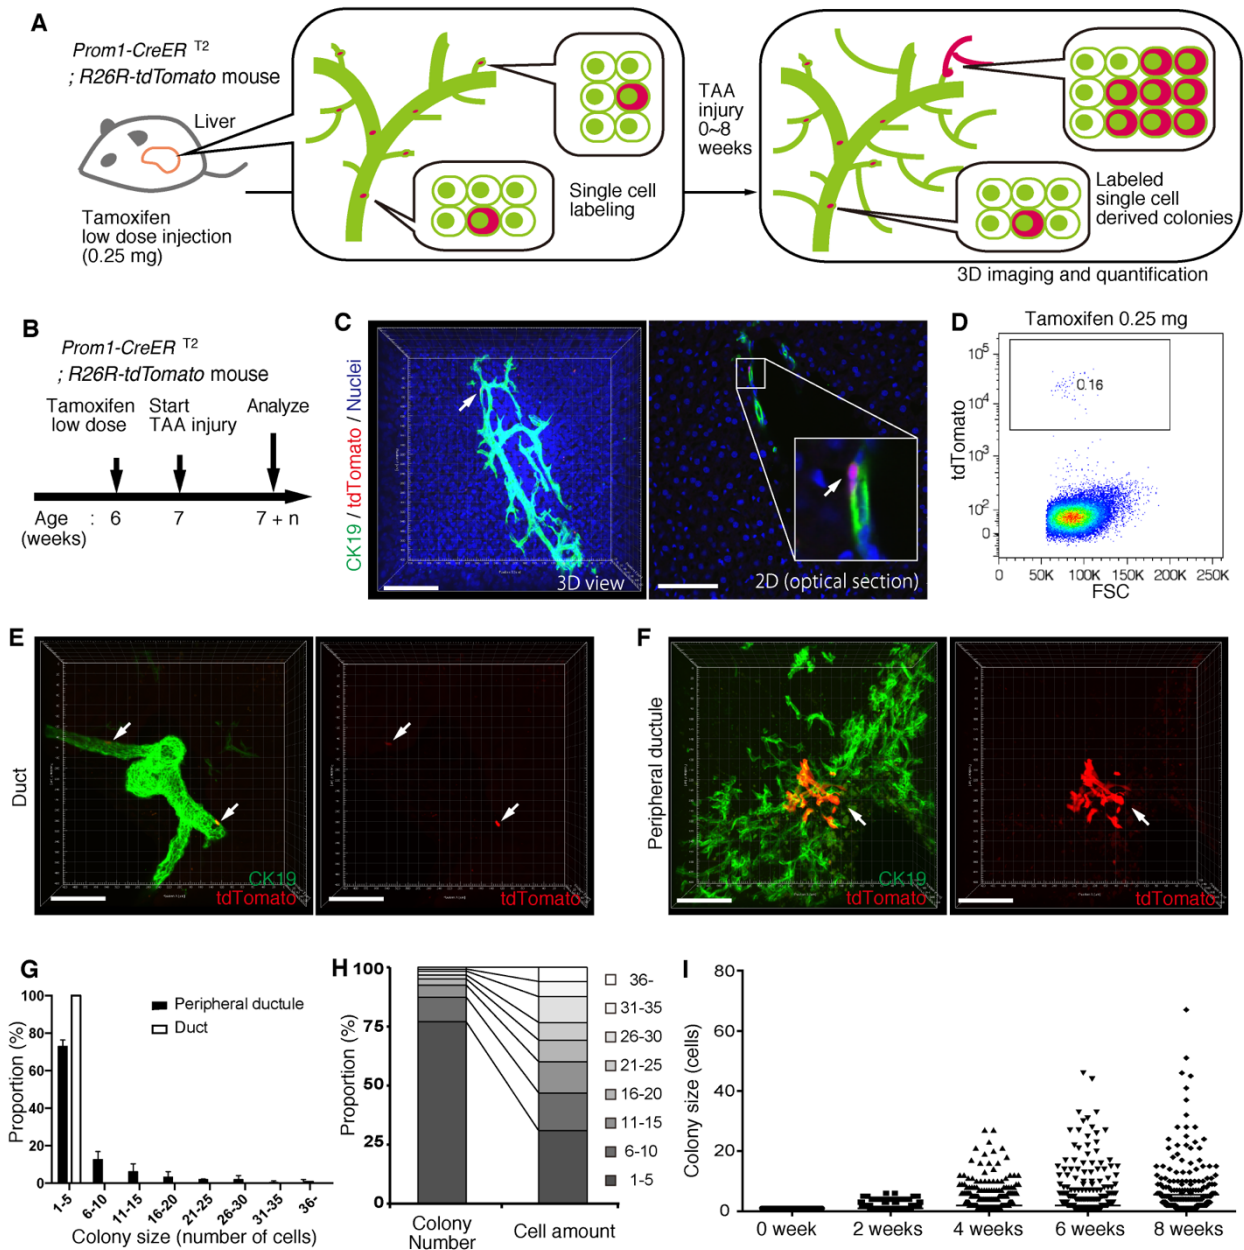 A
Prom1-CreER T2
; R26R-tdTomato mouse
Liver
Tamoxifen
low dose injection
(0.25 mg)
Single cell
labeling
TAA
injury
0~8
weeks
Labeled
single cell
derived colonies
3D imaging and quantification
B
Prom1-CreER T2
; R26R-tdTomato mouse
Tamoxifen
low dose
Start
TAA injury
Analyze
Age
(weeks)
: 6 7 7 + n
C
CK19 / tdTomato / Nuclei
3D view
2D (optical section)
D
Tamoxifen 0.25 mg
tdTomato
10^5
10^4
10^3
10^2
0
0.16
0 50K 100K 150K 200K 250K
FSC
E
Duct
CK19
tdTomato
tdTomato
F
Peripheral ductule
CK19
tdTomato
tdTomato
G
Proportion (%)
100
80
60
40
20
0
Peripheral ductule
Duct
1-5 6-10 11-15 16-20 21-25 26-30 31-35 36-
Colony size (number of cells)
H
Proportion (%)
100
75
50
25
0
Colony
Number
Cell amount
36-
31-35
26-30
21-25
16-20
11-15
6-10
1-5
I
Colony size (cells)
80
60
40
20
0
0 week 2 weeks 4 weeks 6 weeks 8 weeks